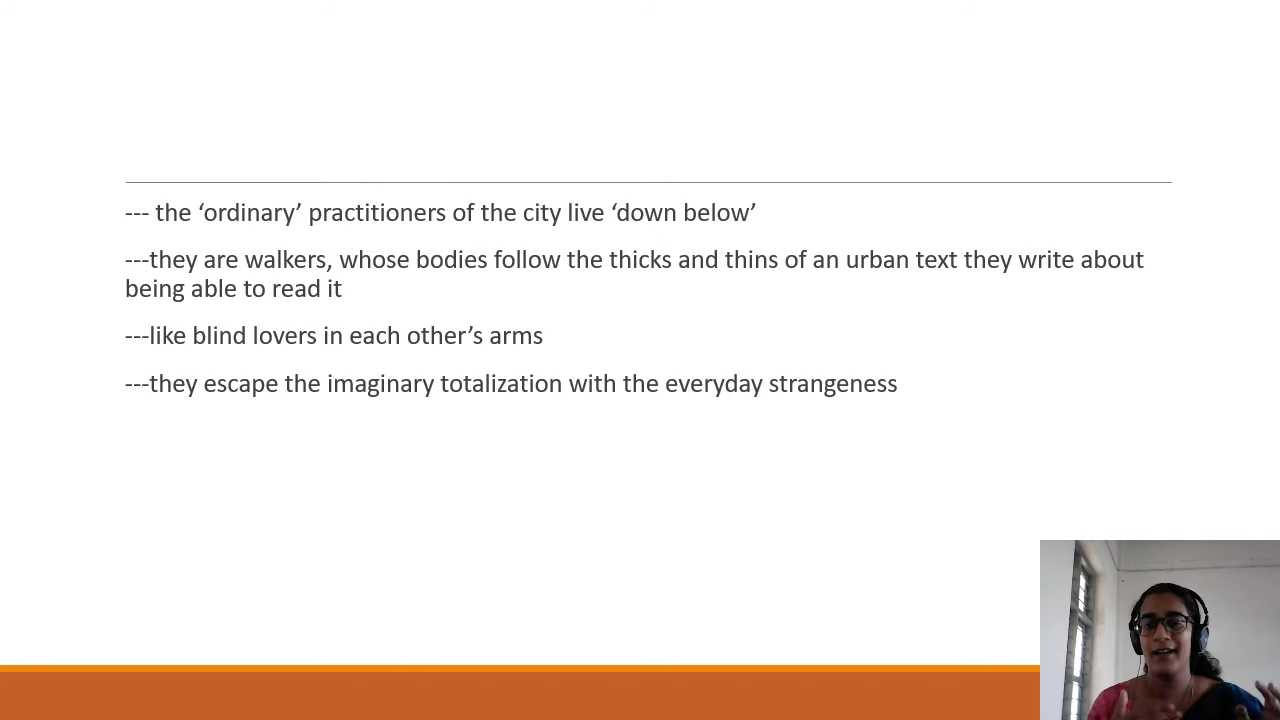 --- the ‘ordinary’ practitioners of the city live ‘down below’
---they are walkers, whose bodies follow the thicks and thins of an urban text they write about
being able to read it
---like blind lovers in each other’s arms
---they escape the imaginary totalization with the everyday strangeness